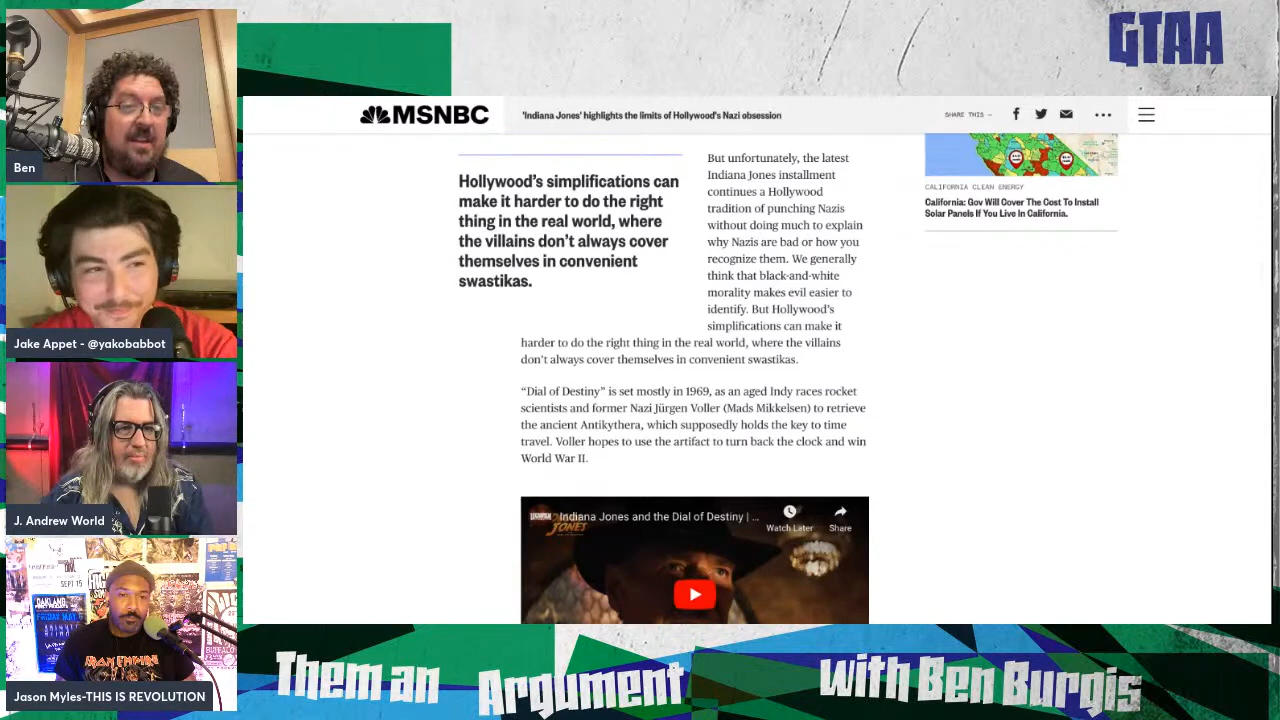 GTAA
Ben
Jake Appet - @yakobabbot
J. Andrew World
IRON EMPIRE
Jason Myles-THIS IS REVOLUTION
MSNBC
'Indiana Jones' highlights the limits of Hollywood's Nazi obsession
SHARE THIS —
Hollywood’s simplifications can
make it harder to do the right
thing in the real world, where
the villains don’t always cover
themselves in convenient
swastikas.
But unfortunately, the latest
Indiana Jones installment
continues a Hollywood
tradition of punching Nazis
without doing much to explain
why Nazis are bad or how you
recognize them. We generally
think that black-and-white
morality makes evil easier to
identify. But Hollywood’s
simplifications can make it
harder to do the right thing in the real world, where the villains
don’t always cover themselves in convenient swastikas.
“Dial of Destiny” is set mostly in 1969, as an aged Indy races rocket
scientists and former Nazi Jürgen Voller (Mads Mikkelsen) to retrieve
the ancient Antikythera, which supposedly holds the key to time
travel. Voller hopes to use the artifact to turn back the clock and win
World War II.
Indiana Jones and the Dial of Destiny | ...
Watch Later
Share
CALIFORNIA CLEAN ENERGY
California: Gov Will Cover The Cost To Install
Solar Panels If You Live In California.
Them an Argument with Ben Burgis